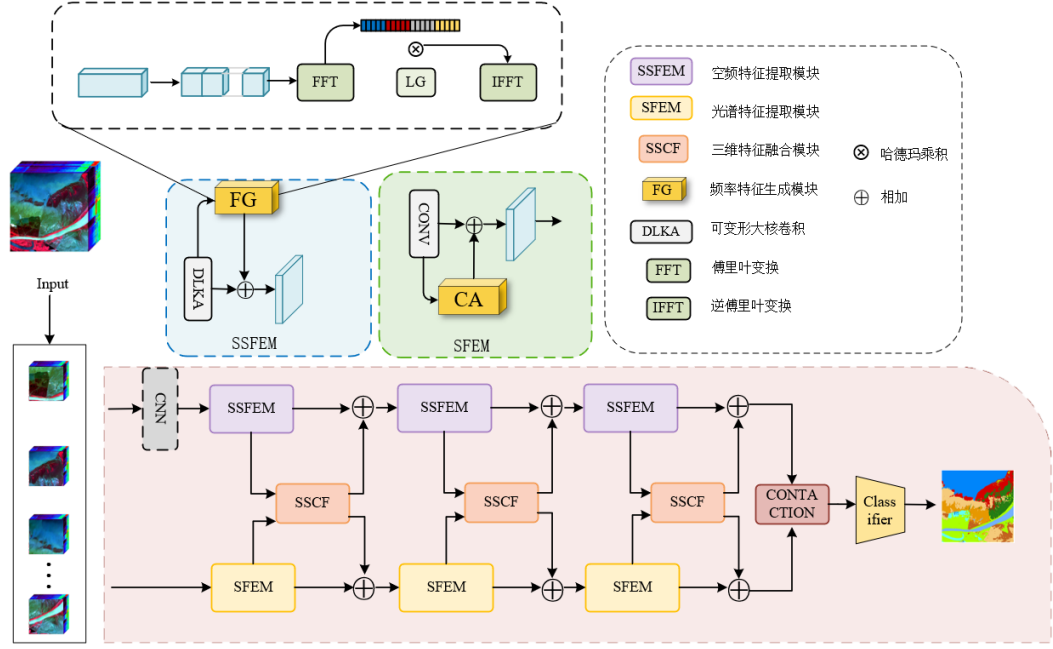 FFT
LG
IFFT
SSFEM
空频特征提取模块
SFEM
光谱特征提取模块
SSCF
三维特征融合模块
哈德玛乘积
FG
频率特征生成模块
相加
DLKA
可变形大核卷积
FFT
傅里叶变换
IFFT
逆傅里叶变换
FG
DLKA
SSFEM
CONV
CA
SFEM
Input
CNN
SSFEM
SSFEM
SSFEM
SSCF
SSCF
SSCF
CONTA
CTION
Class
ifier
SFEM
SFEM
SFEM